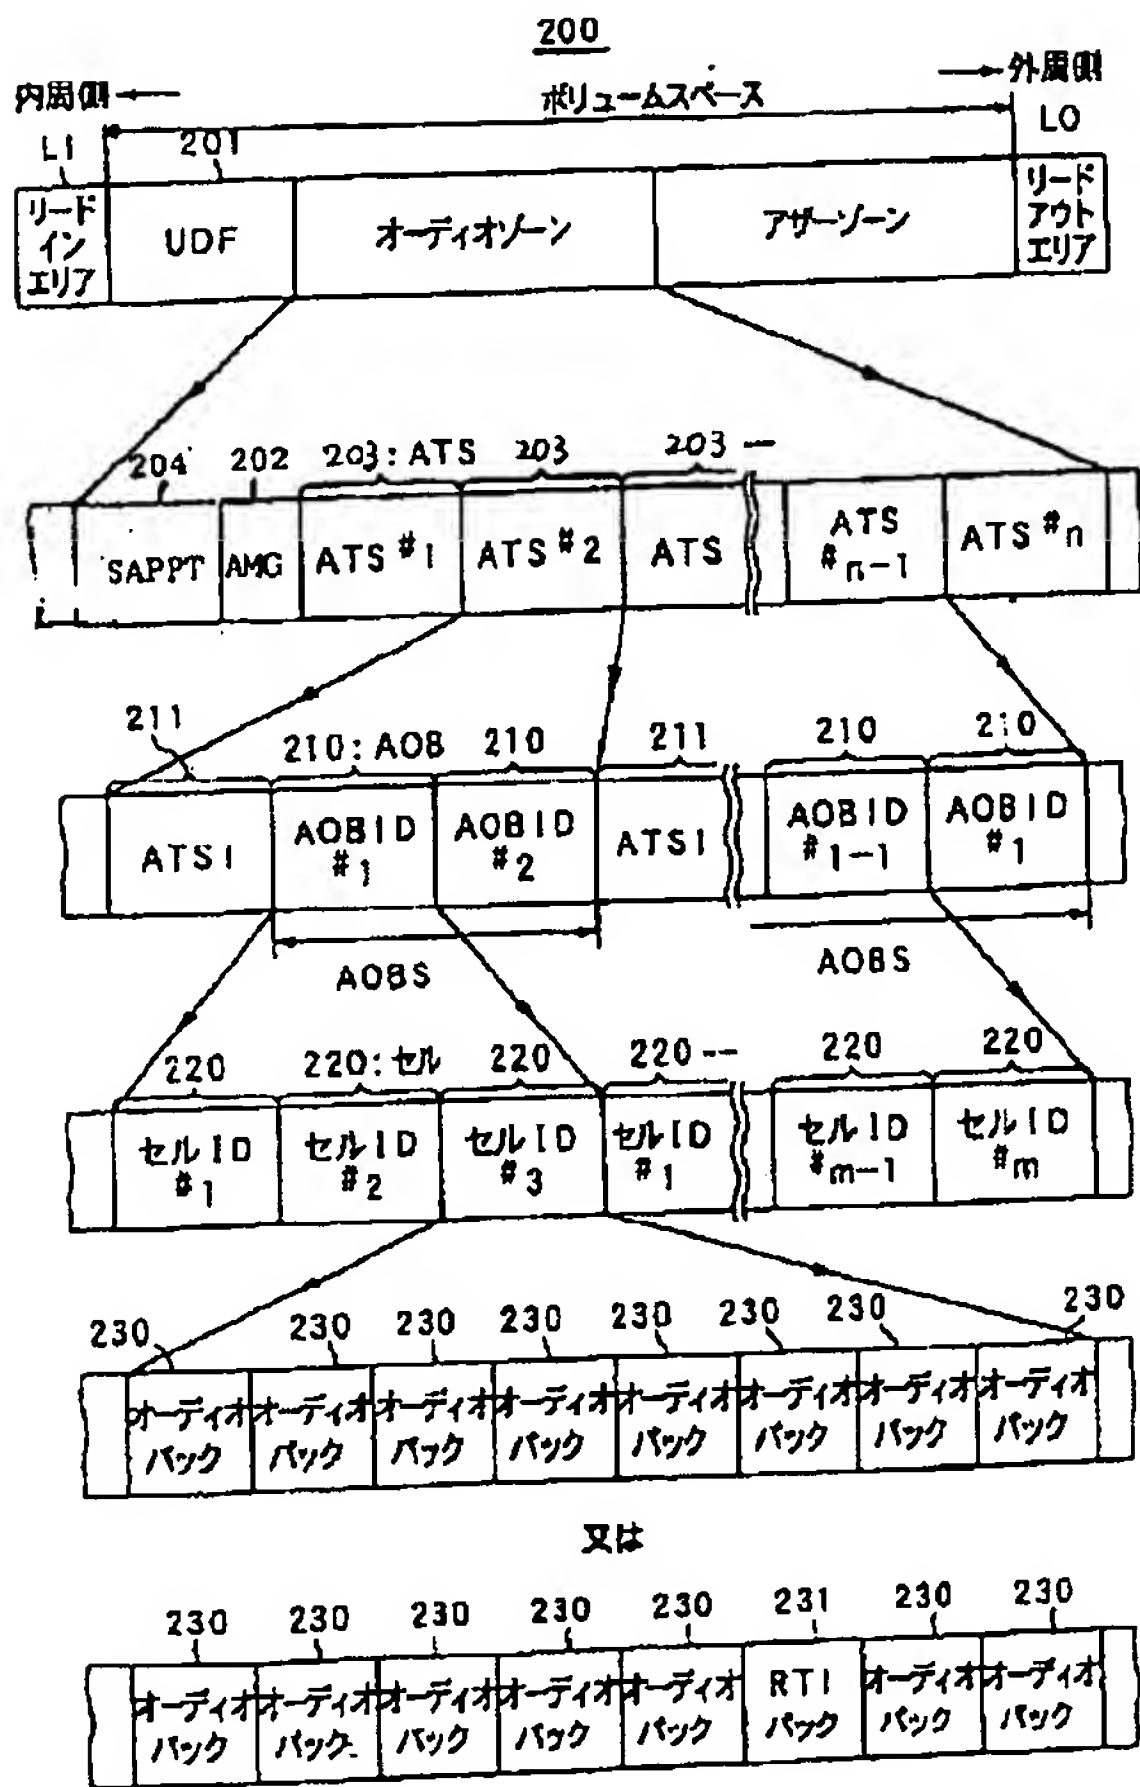 200
内周側 ボリュームスペース 外周側
LI 201 LO
リードインエリア UDF オーディオゾーン アザーゾーン リードアウトエリア
204 202 203:ATS 203 203
SAPPT AMG ATS #1 ATS #2 ATS ATS #n-1 ATS #n
211 210:AOB 210 211 210 210
ATSI AOBID #1 AOBID #2 ATSI AOBID #1-1 AOBID #1
AOBS AOBS
220 220:セル 220 220 -- 220 220
セルID #1 セルID #2 セルID #3 セルID #1 セルID #m-1 セルID #m
230 230 230 230 230 230 230 230
オーディオパック オーディオパック オーディオパック オーディオパック オーディオパック オーディオパック オーディオパック オーディオパック
又は
230 230 230 230 230 231 230 230
オーディオパック オーディオパック オーディオパック オーディオパック オーディオパック RTIパック オーディオパック オーディオパック